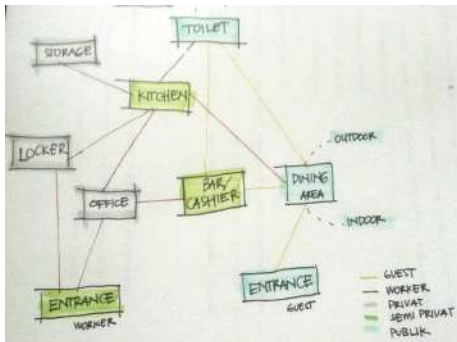 TOILET
STORAGE
KITCHEN
LOCKER
OUTDOOR
BAR/
CASHIER
DINING
AREA
OFFICE
INDOOR
ENTRANCE
GUEST
ENTRANCE
WORKER
GUEST
WORKER
PRIVAT
SEMI PRIVAT
PUBLIK